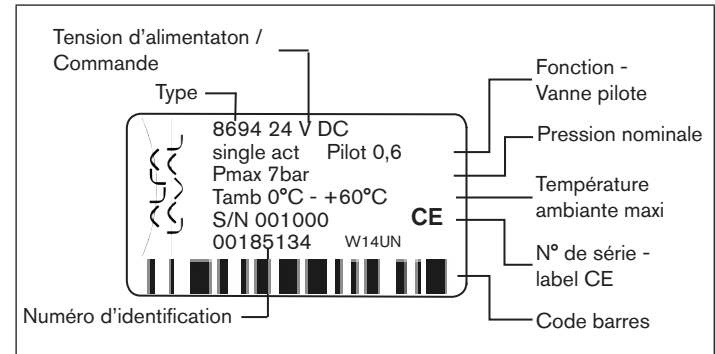 Tension d'alimentaton /
Commande
Type
Fonction -
Vanne pilote
Pression nominale
Température
ambiante maxi
N° de série -
label CE
Code barres
Numéro d'identification
8694 24 V DC
single act Pilot 0,6
Pmax 7bar
Tamb 0°C - +60°C
S/N 001000 CE
00185134 W14UN